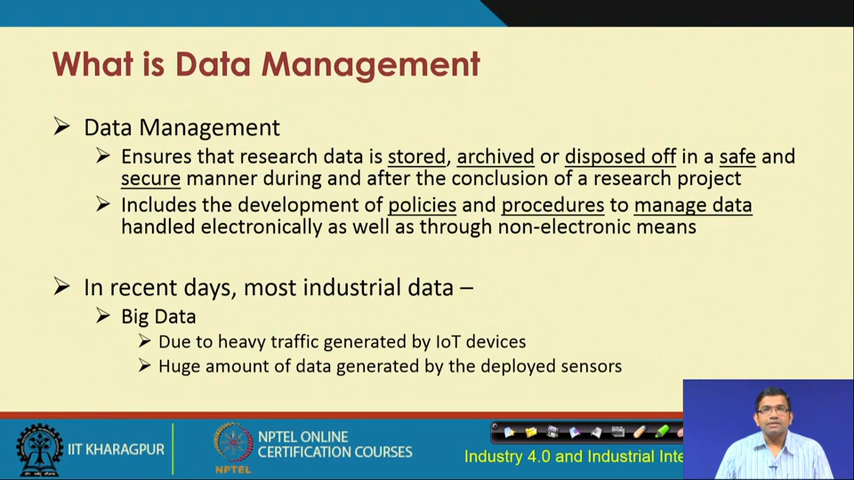 What is Data Management
Data Management
Ensures that research data is stored, archived or disposed off in a safe and
secure manner during and after the conclusion of a research project
Includes the development of policies and procedures to manage data
handled electronically as well as through non-electronic means
In recent days, most industrial data –
Big Data
Due to heavy traffic generated by IoT devices
Huge amount of data generated by the deployed sensors
IIT KHARAGPUR
NPTEL
NPTEL ONLINE
CERTIFICATION COURSES
Industry 4.0 and Industrial Inte